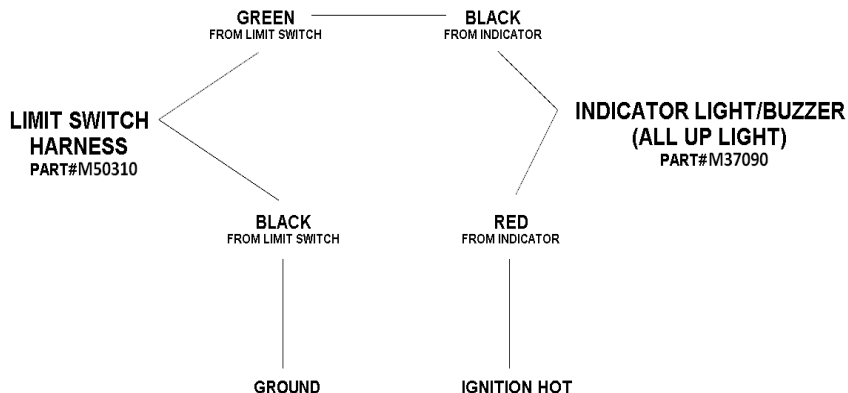 GREEN
FROM LIMIT SWITCH
BLACK
FROM INDICATOR
LIMIT SWITCH
HARNESS
PART#M50310
INDICATOR LIGHT/BUZZER
(ALL UP LIGHT)
PART#M37090
BLACK
FROM LIMIT SWITCH
RED
FROM INDICATOR
GROUND
IGNITION HOT